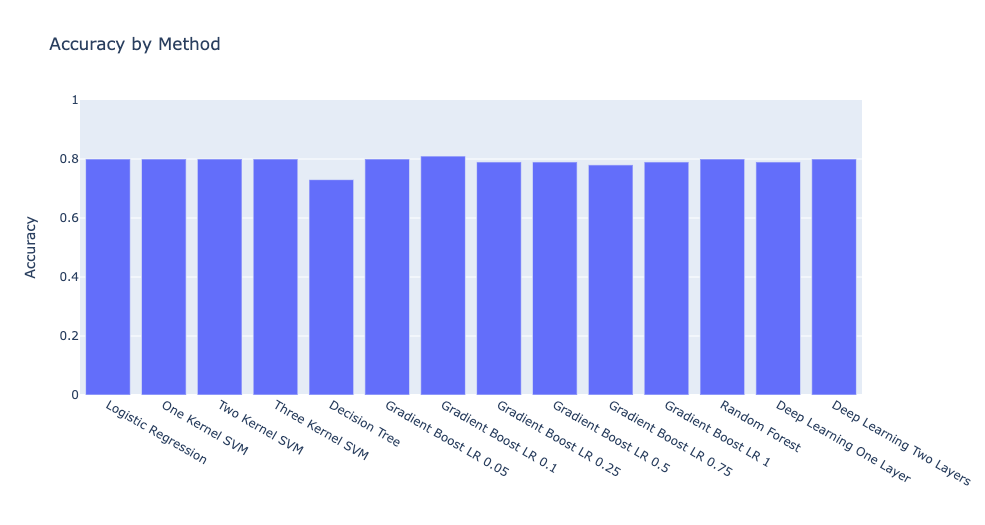 Accuracy by Method
Accuracy
1
0.8
0.6
0.4
0.2
0
Logistic Regression
One Kernel SVM
Two Kernel SVM
Three Kernel SVM
Decision Tree
Gradient Boost LR 0.05
Gradient Boost LR 0.1
Gradient Boost LR 0.25
Gradient Boost LR 0.5
Gradient Boost LR 0.75
Gradient Boost LR 1
Random Forest
Deep Learning One Layer
Deep Learning Two Layers